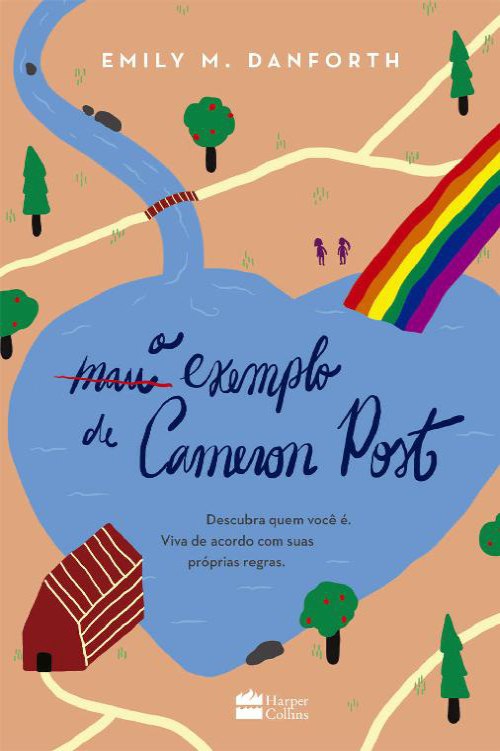 EMILY M. DANFORTH
o
mau exemplo
de Cameron Post
Descubra quem você é.
Viva de acordo com suas
próprias regras.
Harper
Collins